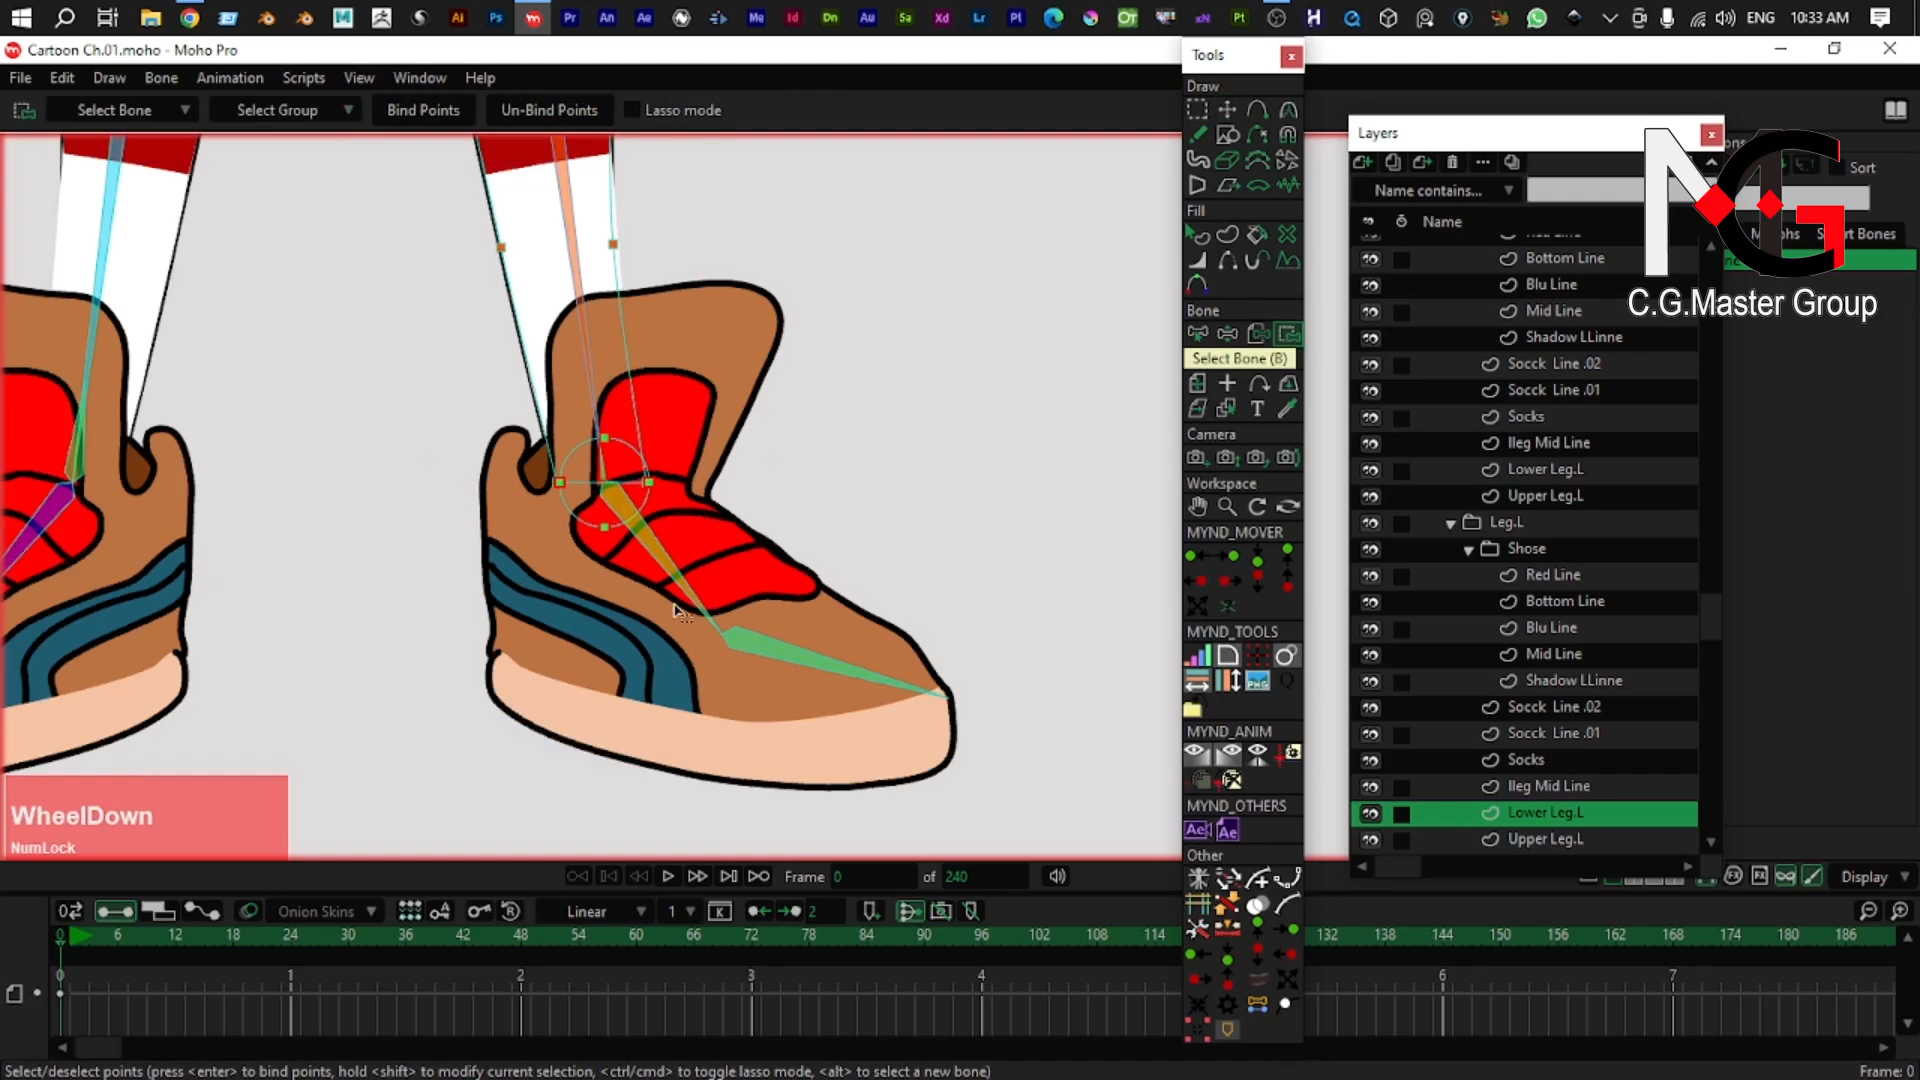 ENG
10:33 AM
Cartoon Ch.01.moho - Moho Pro
File Edit Draw Bone Animation Scripts View Window Help
Select Bone
Select Group
Bind Points
Un-Bind Points
Lasso mode
Tools
Draw
Fill
Bone
Select Bone (B)
Camera
Workspace
MYND_MOVER
MYND_TOOLS
MYND_ANIM
MYND_OTHERS
Other
Layers
Sort
Name contains...
Name
Morphs
Bottom Line
Blu Line
Mid Line
Shadow LLinne
Socck Line .02
Socck Line .01
Socks
Ileg Mid Line
Lower Leg.L
Upper Leg.L
Leg.L
Shose
Red Line
Bottom Line
Blu Line
Mid Line
Shadow LLinne
Socck Line .02
Socck Line .01
Socks
Ileg Mid Line
Lower Leg.L
Upper Leg.L
MG
C.G.Master Group
WheelDown
NumLock
Frame 0 of 240
Display
Onion Skins
Linear
1
2
0 6 12 18 24 30 36 42 48 54 60 66 72 78 84 90 96 102 108 114 132 138 144 150 156 162 168 174 180 186
0 1 2 3 4 6 7
Select/deselect points (press <enter> to bind points, hold <shift> to modify current selection, <ctrl/cmd> to toggle lasso mode, <alt> to select a new bone)
Frame: 0